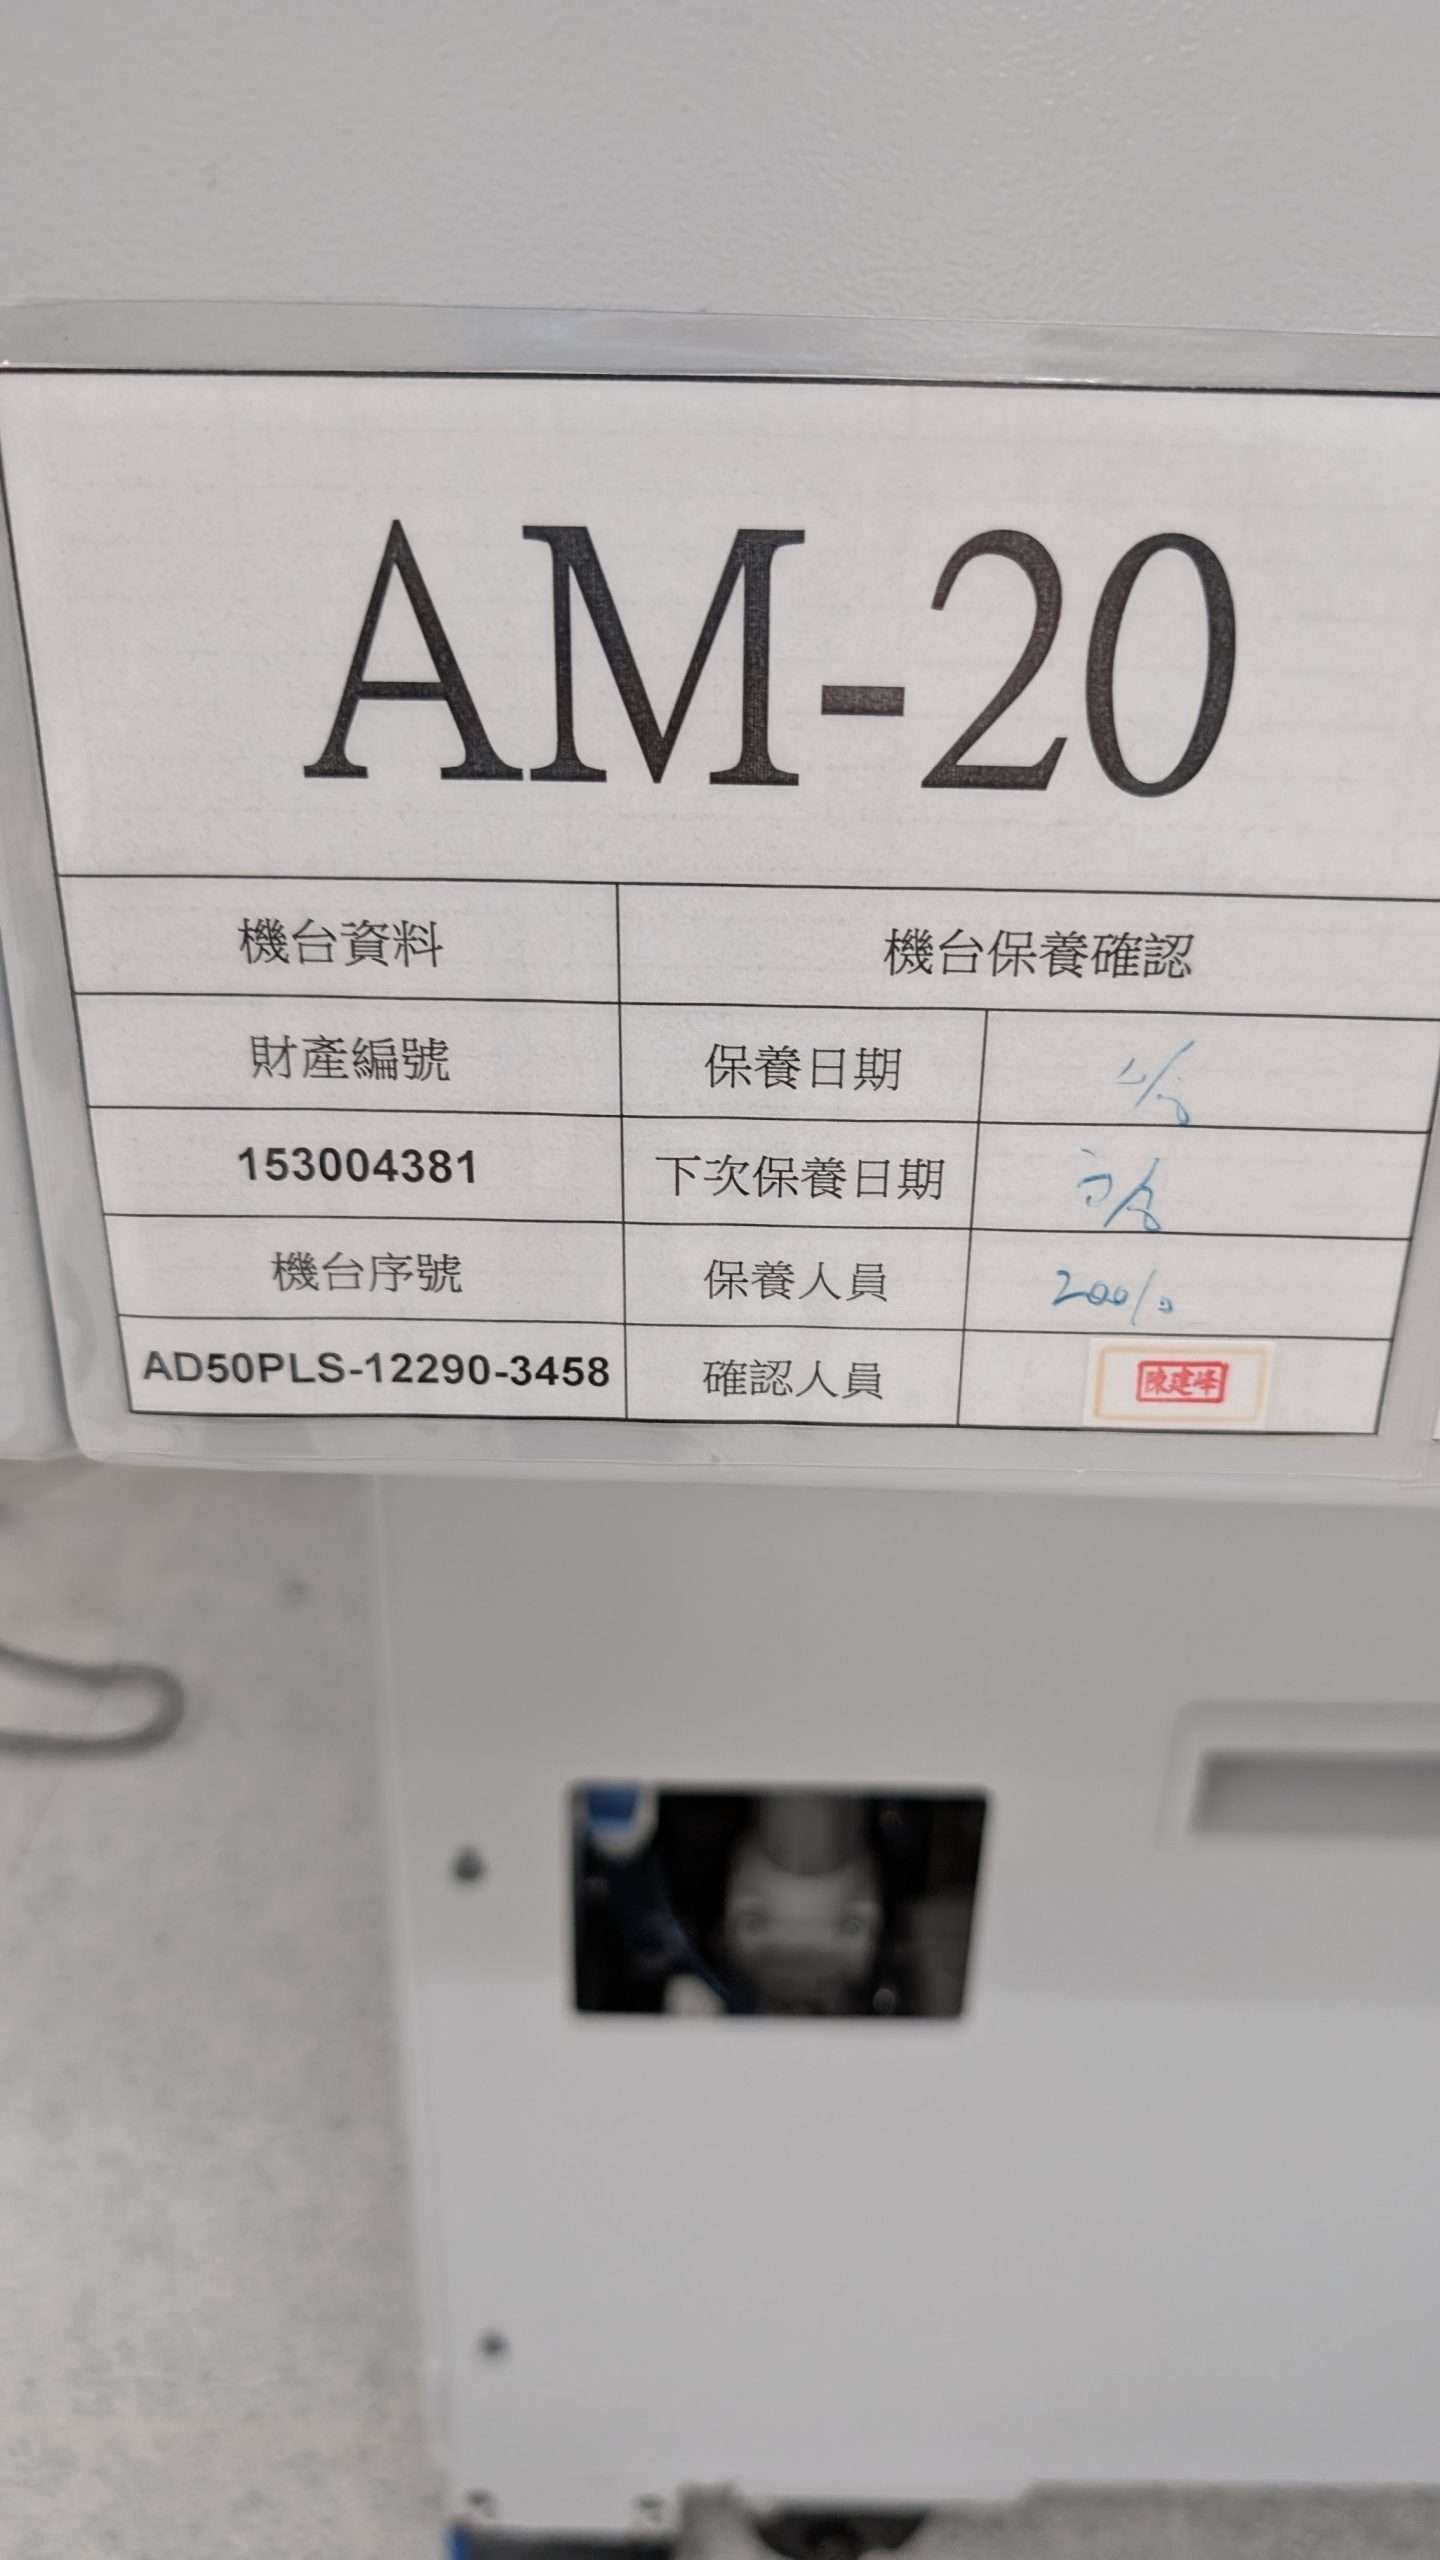 AM-20
機台資料 機台保養確認
財產編號 保養日期
153004381 下次保養日期
機台序號 保養人員
AD50PLS-12290-3458 確認人員 陳建峰